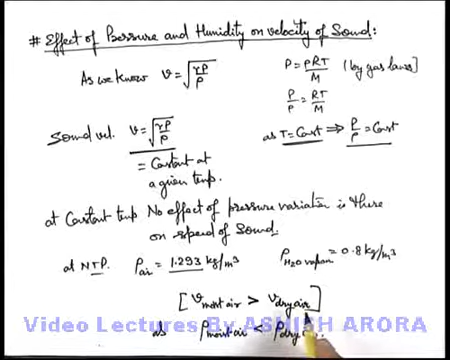 # Effect of Pressure and Humidity on velocity of Sound:
As we know v = √(γP/ρ)
P = ρRT/M (by gas laws)
P/ρ = RT/M
Sound vel. v = √(γP/ρ)
as T = Const ⇒ P/ρ = Const
= Constant at
a given temp.
at Constant temp No effect of pressure variation is there
on speed of Sound.
at NTP. ρair = 1.293 kg/m³ ρH2O vapour = 0.8 kg/m³
[ vmoist air > vdry air ]
as ρmoist air < ρdry
Video Lectures By ASHISH ARORA